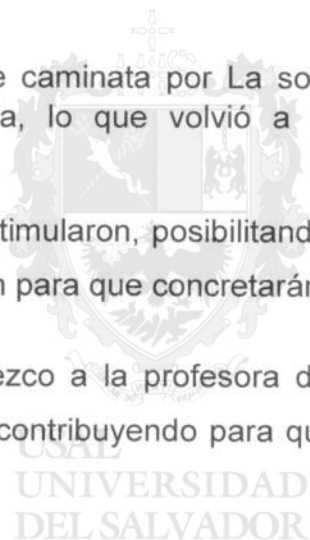 e caminata por La so
a, lo que volvió a
timularon, posibilitand
n para que concretarán
ezco a la profesora d
contribuyendo para qu
USAL
UNIVERSIDAD
DEL SALVADOR